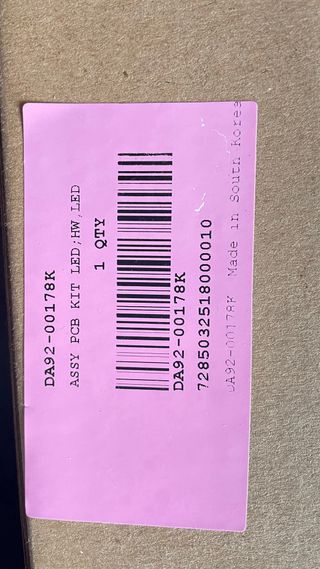 DA92-00178K
ASSY PCB KIT LED;HW,LED
1 QTY
DA92-00178K
7285032518000010
DA92-00178K Made in South Korea